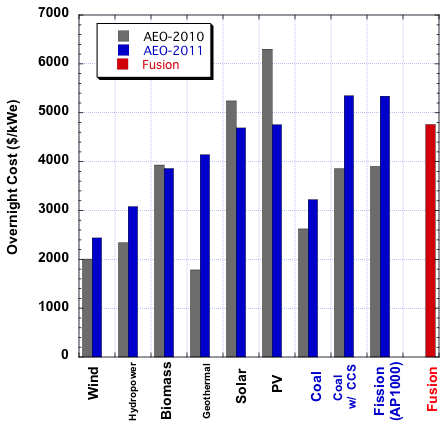 7000
6000
5000
4000
3000
2000
1000
0
Overnight Cost ($/kWe)
AEO-2010
AEO-2011
Fusion
Wind
Hydropower
Biomass
Geothermal
Solar
PV
Coal
Coal
w/ CCS
Fission
(AP1000)
Fusion